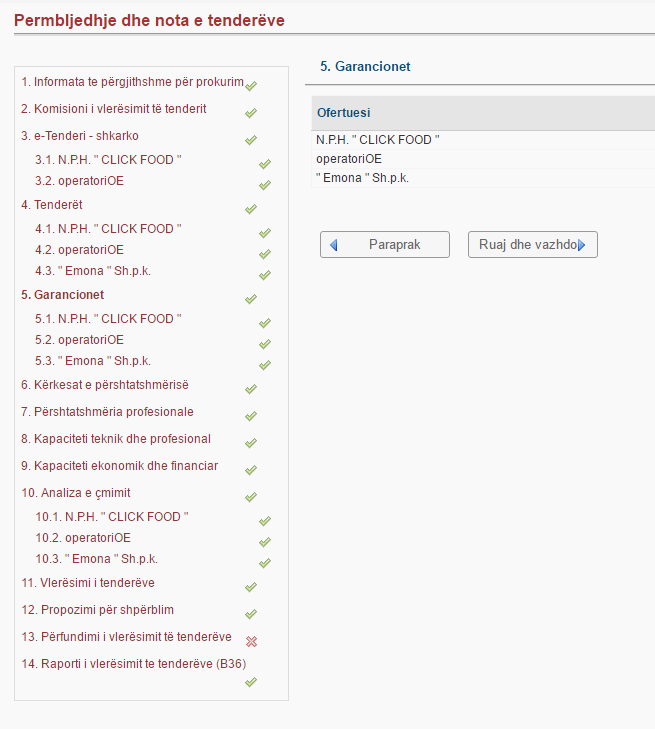 Permbljedhje dhe nota e tenderëve
1. Informata te përgjithshme për prokurim
2. Komisioni i vlerësimit të tenderit
3. e-Tenderi - shkarko
3.1. N.P.H. " CLICK FOOD "
3.2. operatoriOE
4. Tenderët
4.1. N.P.H. " CLICK FOOD "
4.2. operatoriOE
4.3. " Emona " Sh.p.k.
5. Garancionet
5.1. N.P.H. " CLICK FOOD "
5.2. operatoriOE
5.3. " Emona " Sh.p.k.
6. Kërkesat e përshtatshmërisë
7. Përshtatshmëria profesionale
8. Kapaciteti teknik dhe profesional
9. Kapaciteti ekonomik dhe financiar
10. Analiza e çmimit
10.1. N.P.H. " CLICK FOOD "
10.2. operatoriOE
10.3. " Emona " Sh.p.k.
11. Vlerësimi i tenderëve
12. Propozimi për shpërblim
13. Përfundimi i vlerësimit të tenderëve
14. Raporti i vlerësimit te tenderëve (B36)
5. Garancionet
Ofertuesi
N.P.H. " CLICK FOOD "
operatoriOE
" Emona " Sh.p.k.
Paraprak
Ruaj dhe vazhdo